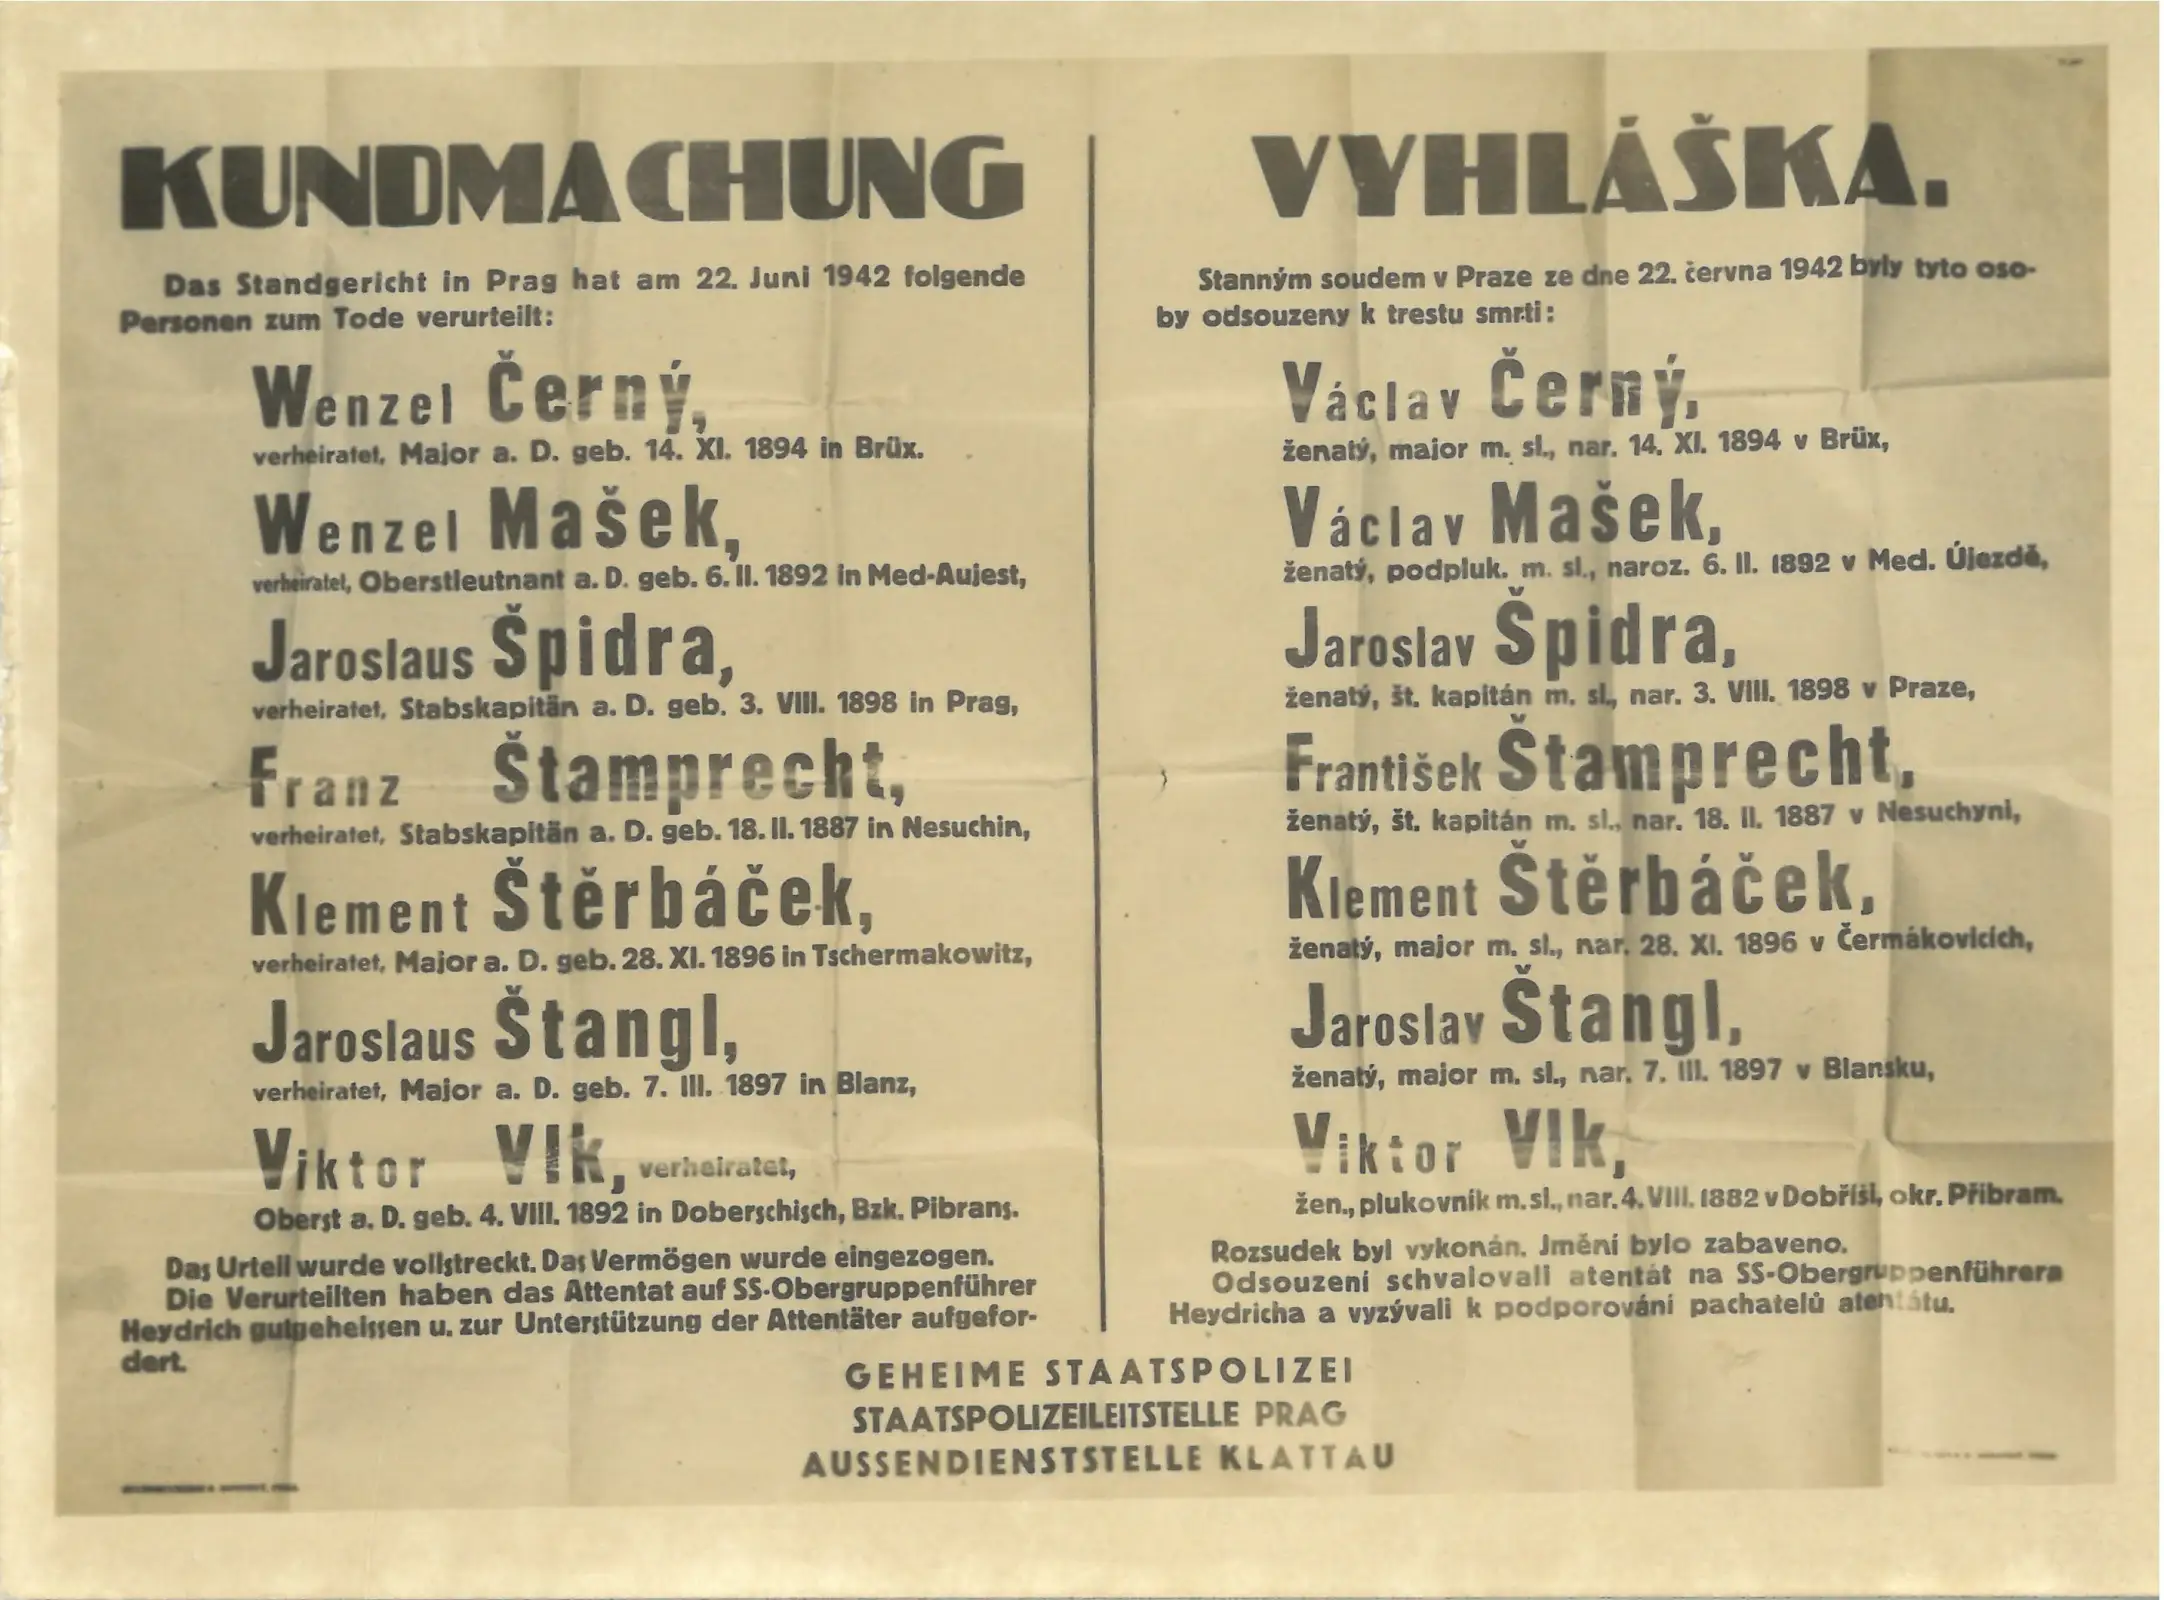 KUNDMACHUNG
Das Standgericht in Prag hat am 22. Juni 1942 folgende
Personen zum Tode verurteilt:
Wenzel Černý,
verheiratet, Major a. D. geb. 14. XI. 1894 in Brüx.
Wenzel Mašek,
verheiratet, Oberstleutnant a. D. geb. 6. II. 1892 in Med-Aujest,
Jaroslaus Špidra,
verheiratet, Stabskapitän a. D. geb. 3. VIII. 1898 in Prag,
Franz Štamprecht,
verheiratet, Stabskapitän a. D. geb. 18. II. 1887 in Nesuchin,
Klement Štěrbáček,
verheiratet, Major a. D. geb. 28. XI. 1896 in Tschermakowitz,
Jaroslaus Štangl,
verheiratet, Major a. D. geb. 7. III. 1897 in Blanz,
Viktor Vlk, verheiratet,
Oberst a. D. geb. 4. VIII. 1892 in Doberschisch, Bzk. Pibrans.
Das Urteil wurde vollstreckt. Das Vermögen wurde eingezogen.
Die Verurteilten haben das Attentat auf SS-Obergruppenführer
Heydrich gutgeheissen u. zur Unterstützung der Attentäter aufgefor-
dert.
VYHLÁŠKA.
Stanným soudem v Praze ze dne 22. června 1942 byly tyto oso-
by odsouzeny k trestu smrti:
Václav Černý,
ženatý, major m. sl., nar. 14. XI. 1894 v Brüx,
Václav Mašek,
ženatý, podpluk. m. sl., naroz. 6. II. 1892 v Med. Újezdě,
Jaroslav Špidra,
ženatý, št. kapitán m. sl., nar. 3. VIII. 1898 v Praze,
František Štamprecht,
ženatý, št. kapitán m. sl., nar. 18. II. 1887 v Nesuchyni,
Klement Štěrbáček,
ženatý, major m. sl., nar. 28. XI. 1896 v Čermákovicích,
Jaroslav Štangl,
ženatý, major m. sl., nar. 7. III. 1897 v Blansku,
Viktor Vlk,
žen., plukovník m. sl., nar. 4. VIII. 1882 v Dobříši, okr. Příbram.
Rozsudek byl vykonán. Jmění bylo zabaveno.
Odsouzení schvalovali atentát na SS-Obergruppenführera
Heydricha a vyzývali k podporování pachatelů atentátu.
GEHEIME STAATSPOLIZEI
STAATSPOLIZEILEITSTELLE PRAG
AUSSENDIENSTSTELLE KLATTAU